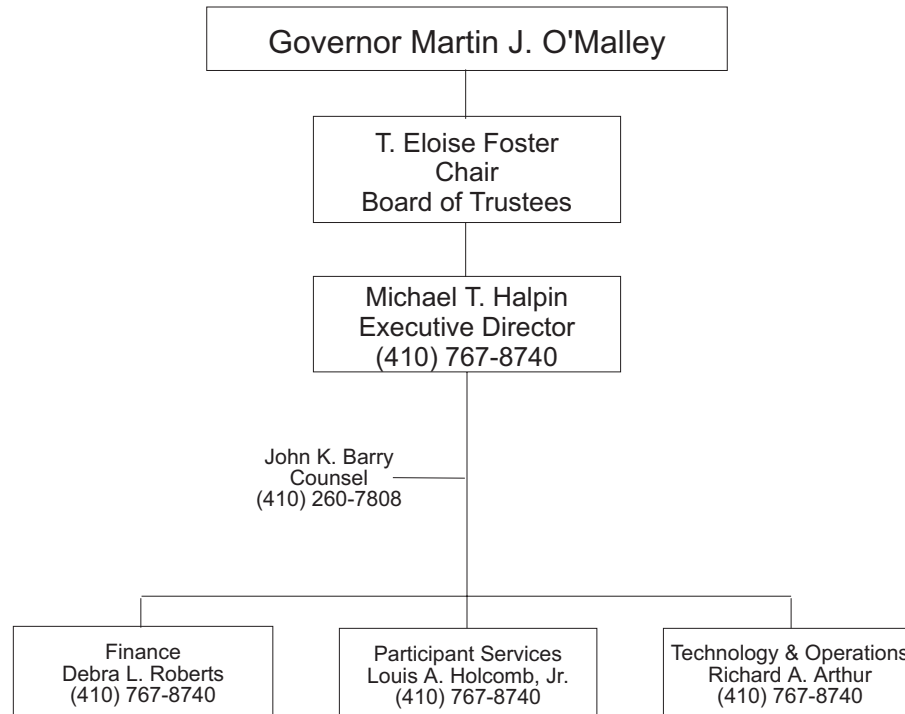 Governor Martin J. O'Malley
T. Eloise Foster
Chair
Board of Trustees
Michael T. Halpin
Executive Director
(410) 767-8740
John K. Barry
Counsel
(410) 260-7808
Finance
Debra L. Roberts
(410) 767-8740
Participant Services
Louis A. Holcomb, Jr.
(410) 767-8740
Technology & Operations
Richard A. Arthur
(410) 767-8740